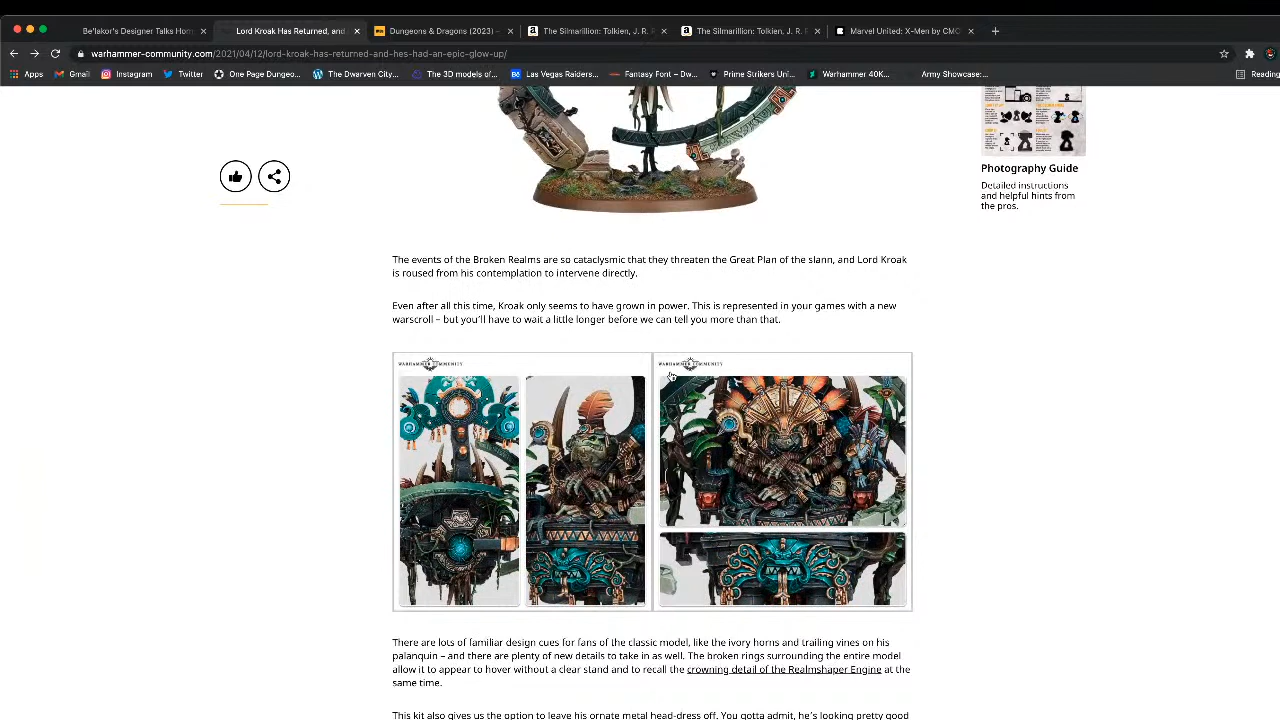 Be'lakor's Designer Talks Hor
Lord Kroak Has Returned, and
Dungeons & Dragons (2023) –
The Silmarillion: Tolkien, J. R. F
The Silmarillion: Tolkien, J. R. P
Marvel United: X-Men by CMO
warhammer-community.com/2021/04/12/lord-kroak-has-returned-and-hes-had-an-epic-glow-up/
Apps
Gmail
Instagram
Twitter
One Page Dungeo...
The Dwarven City...
The 3D models of...
Las Vegas Raiders...
Fantasy Font – Dw...
Prime Strikers Uni...
Warhammer 40K...
Army Showcase:...
Reading
Photography Guide
Detailed instructions
and helpful hints from
the pros.
The events of the Broken Realms are so cataclysmic that they threaten the Great Plan of the slann, and Lord Kroak
is roused from his contemplation to intervene directly.
Even after all this time, Kroak only seems to have grown in power. This is represented in your games with a new
warscroll – but you'll have to wait a little longer before we can tell you more than that.
WARHAMMER COMMUNITY
WARHAMMER COMMUNITY
There are lots of familiar design cues for fans of the classic model, like the ivory horns and trailing vines on his
palanquin – and there are plenty of new details to take in as well. The broken rings surrounding the entire model
allow it to appear to hover without a clear stand and to recall the crowning detail of the Realmshaper Engine at the
same time.
This kit also gives us the option to leave his ornate metal head-dress off. You gotta admit, he's looking pretty good